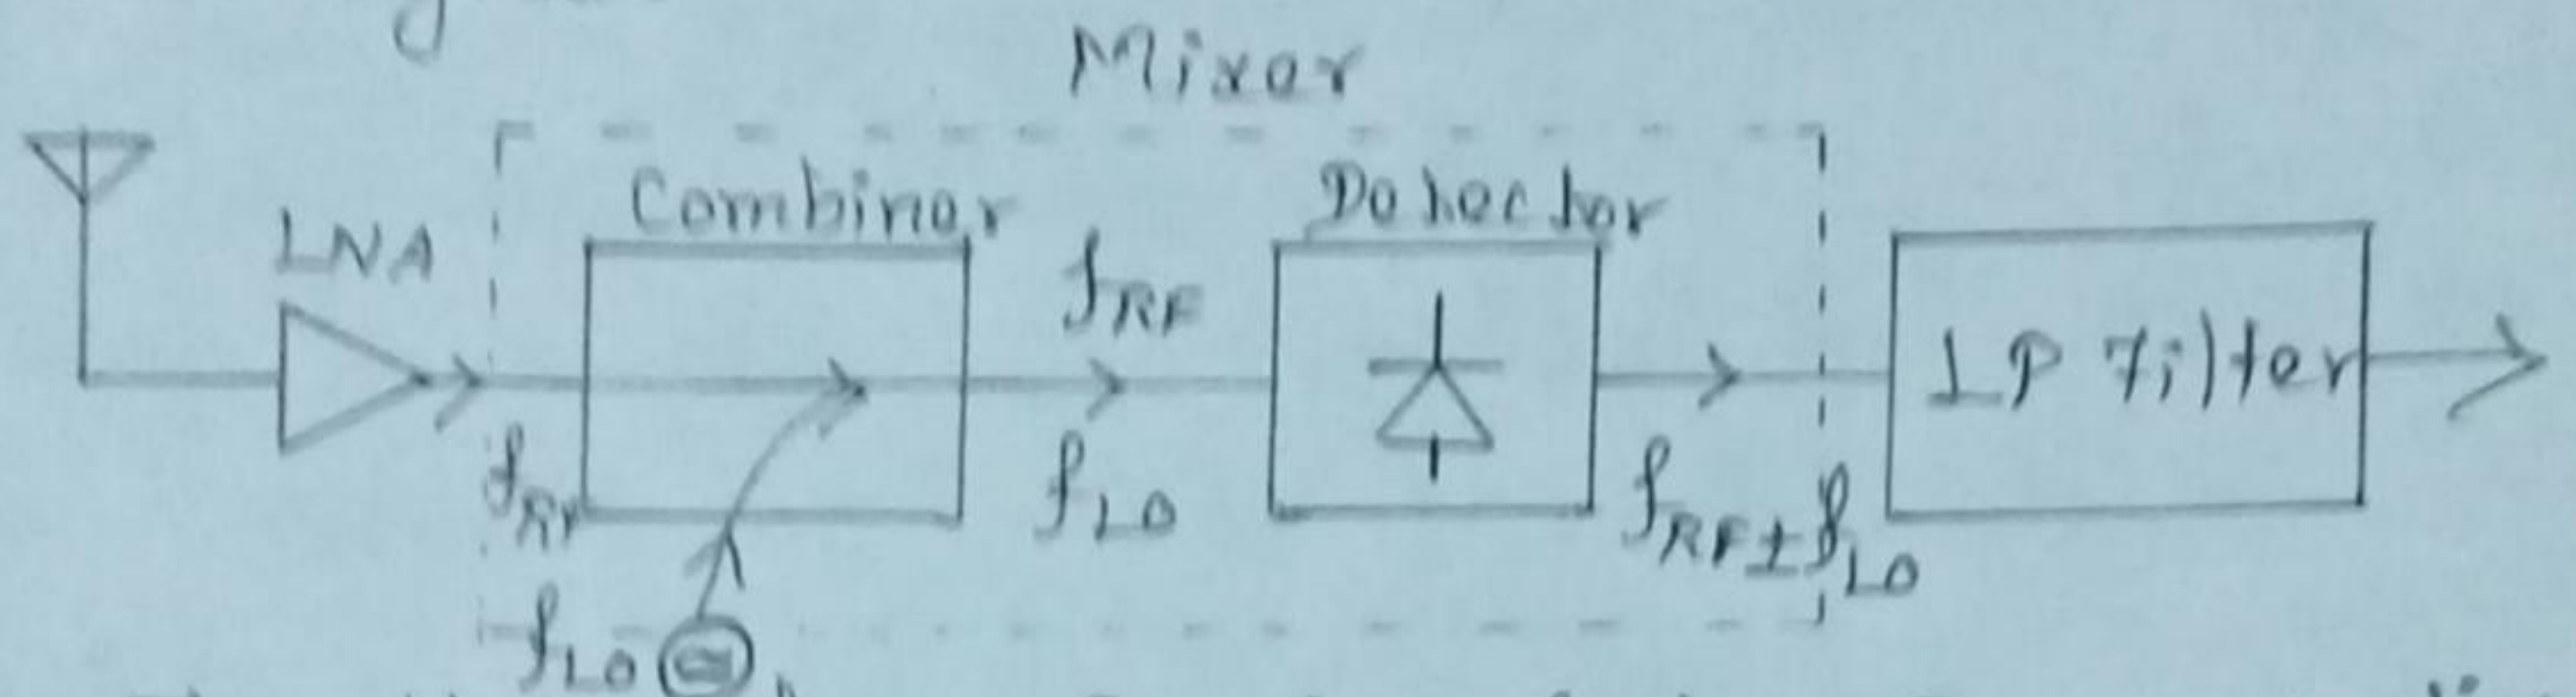 Mixer
Combiner
Detector
LNA
fRF
LP Filter
fRF
fLO
fRF±fLO
fLO